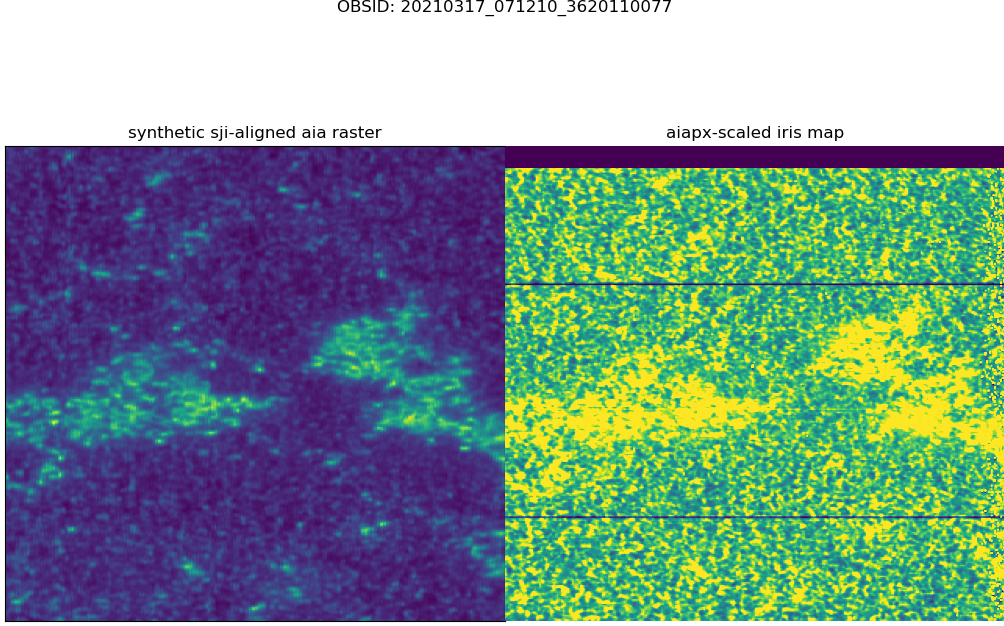 OBSID: 20210317_071210_3620110077
synthetic sji-aligned aia raster
aiapx-scaled iris map